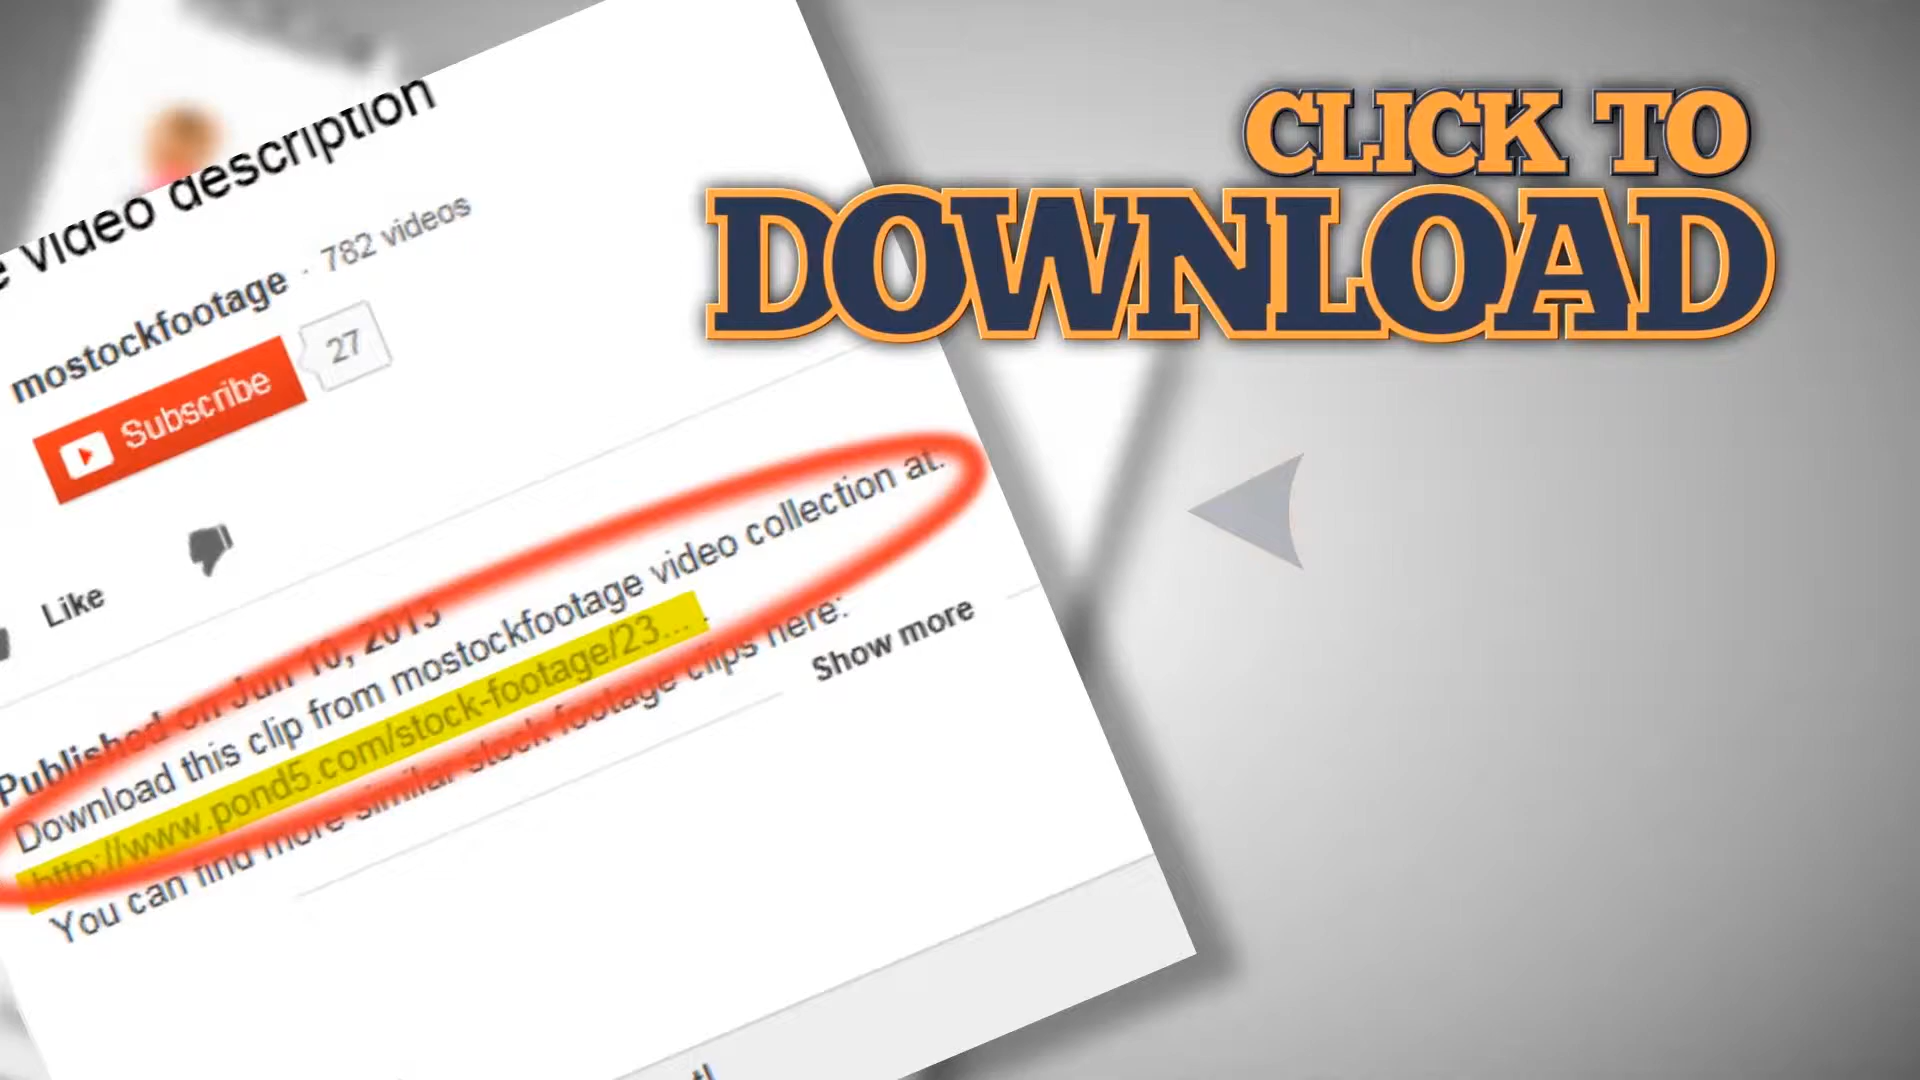 CLICK TO
DOWNLOAD
video description
mostockfootage · 782 videos
Subscribe 27
Like
Published on Jun 10, 2013
Download this clip from mostockfootage video collection at:
http://www.pond5.com/stock-footage/23... .
You can find more similar stock footage clips here:
Show more